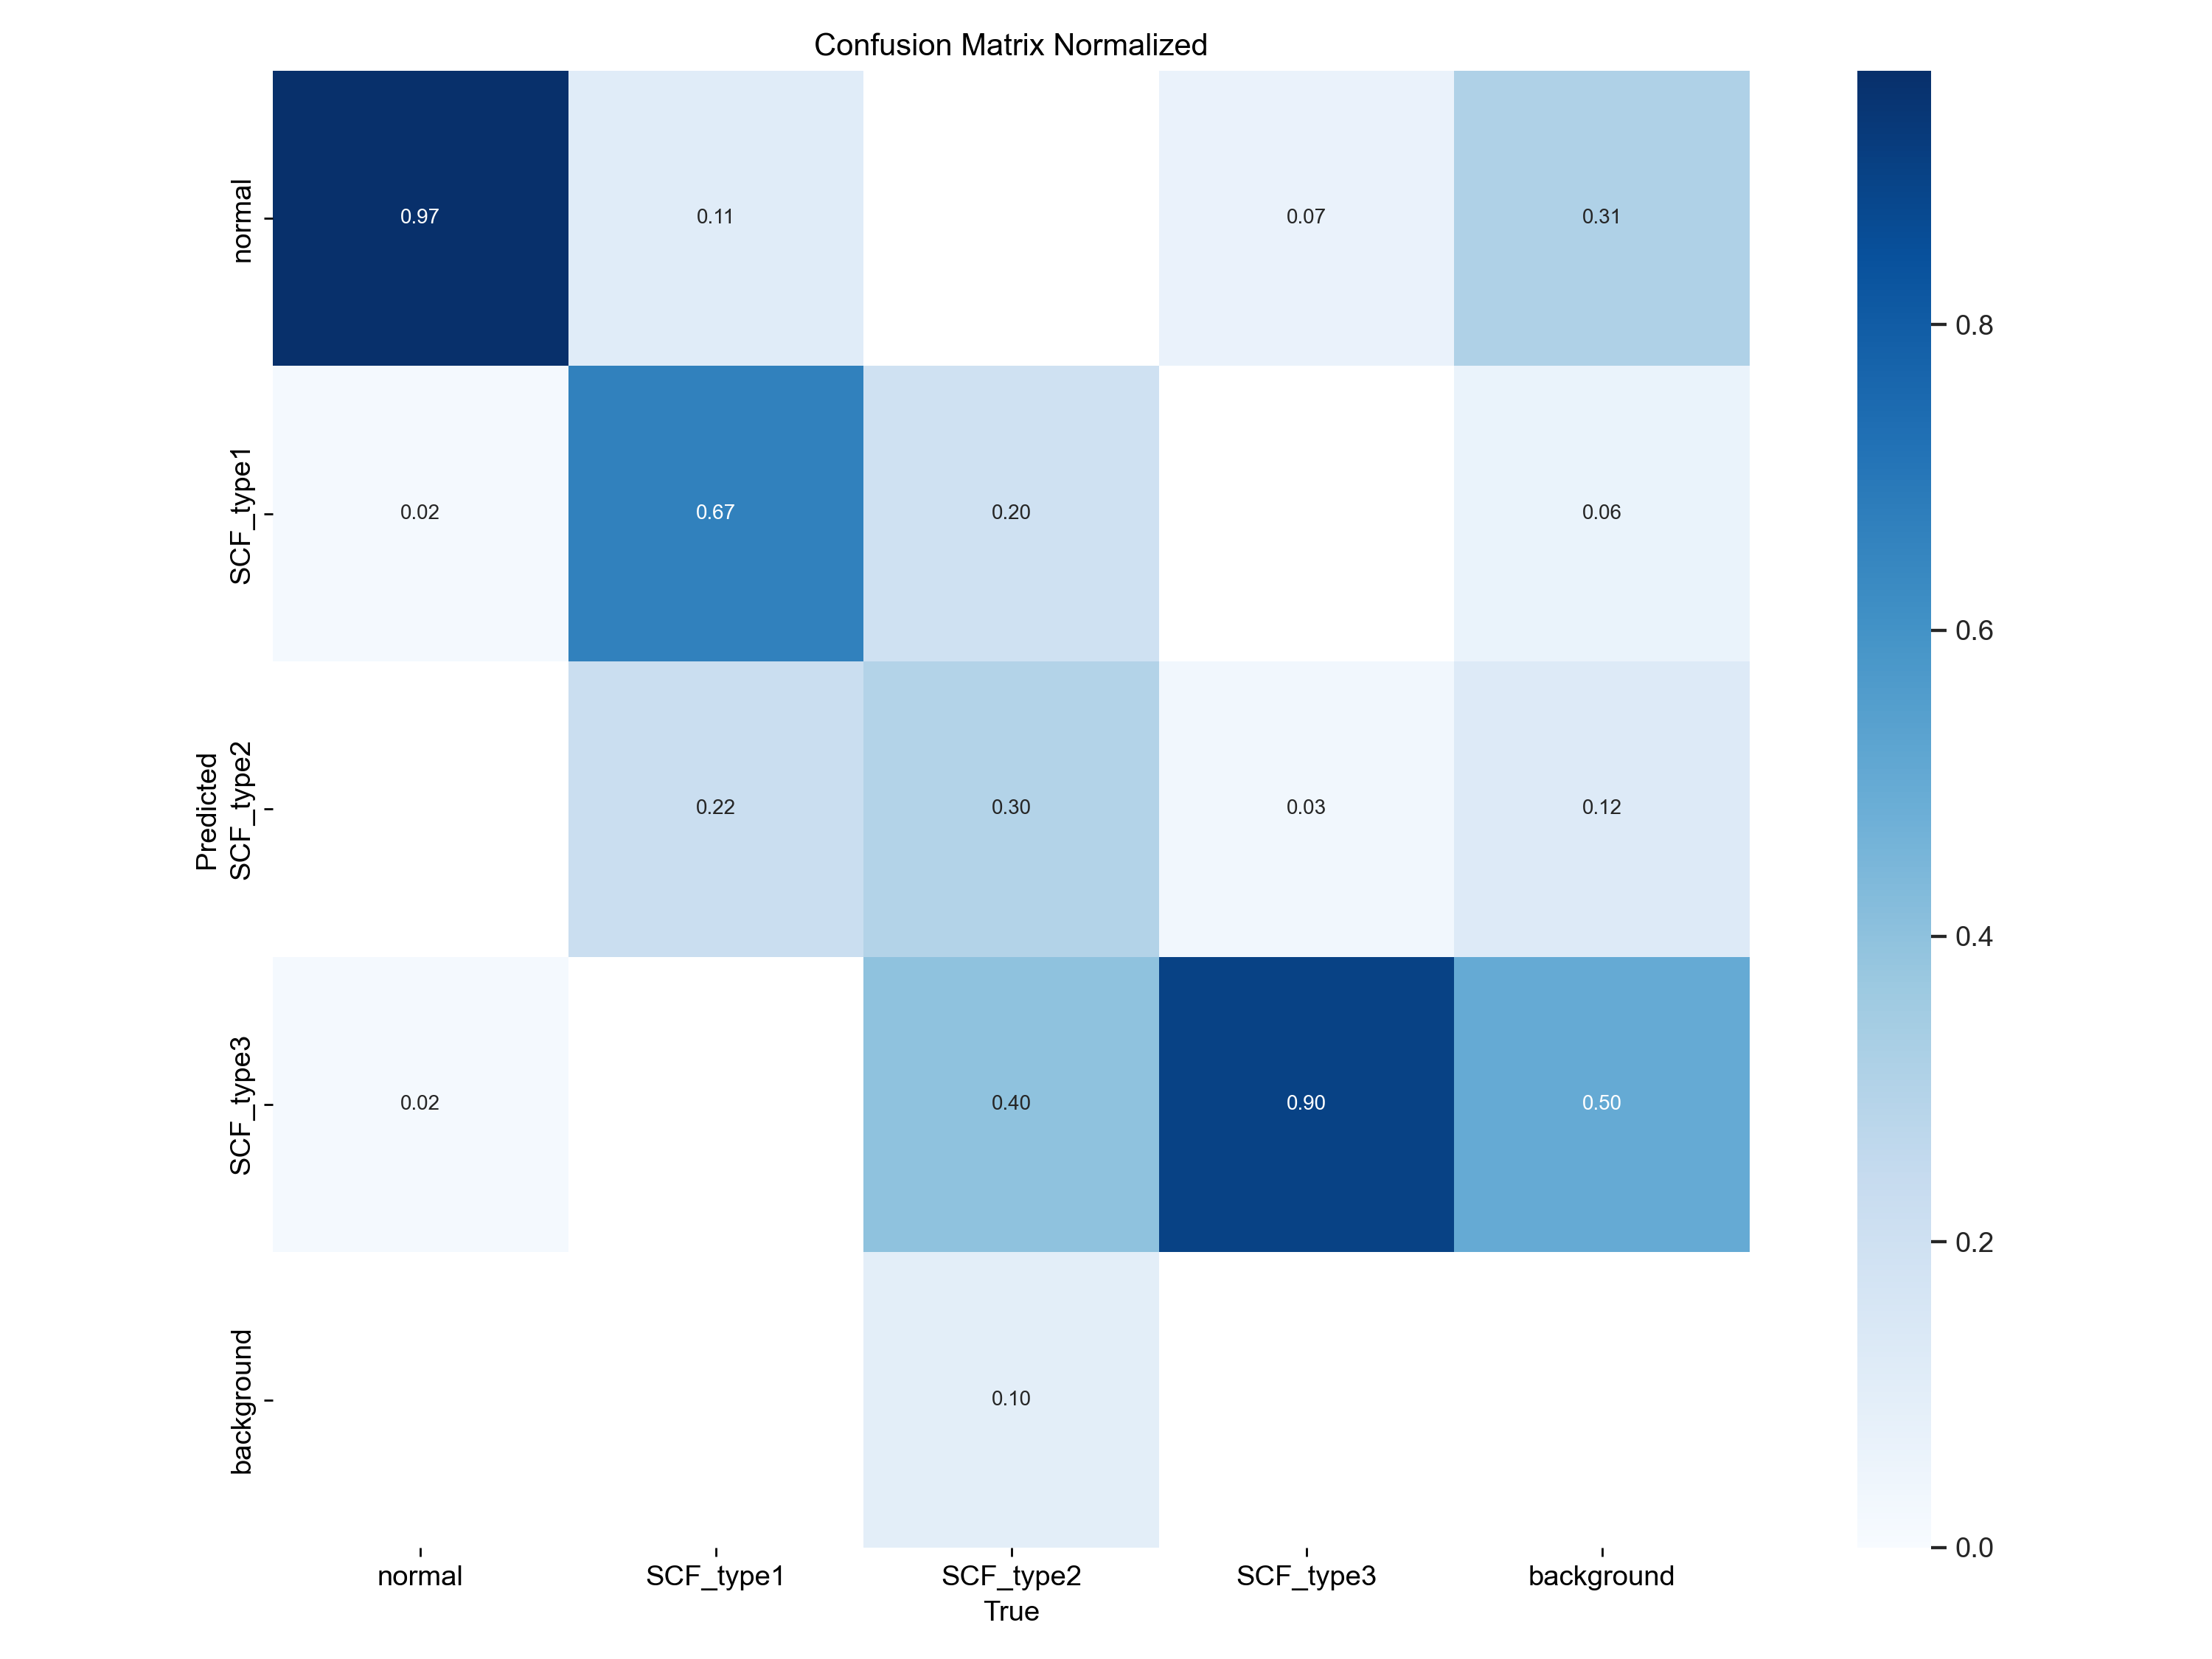 Confusion Matrix Normalized
Predicted
normal
0.97
0.11
0.07
0.31
SCF_type1
0.02
0.67
0.20
0.06
SCF_type2
0.22
0.30
0.03
0.12
SCF_type3
0.02
0.40
0.90
0.50
background
0.10
normal
SCF_type1
SCF_type2
SCF_type3
background
True
0.8
0.6
0.4
0.2
0.0